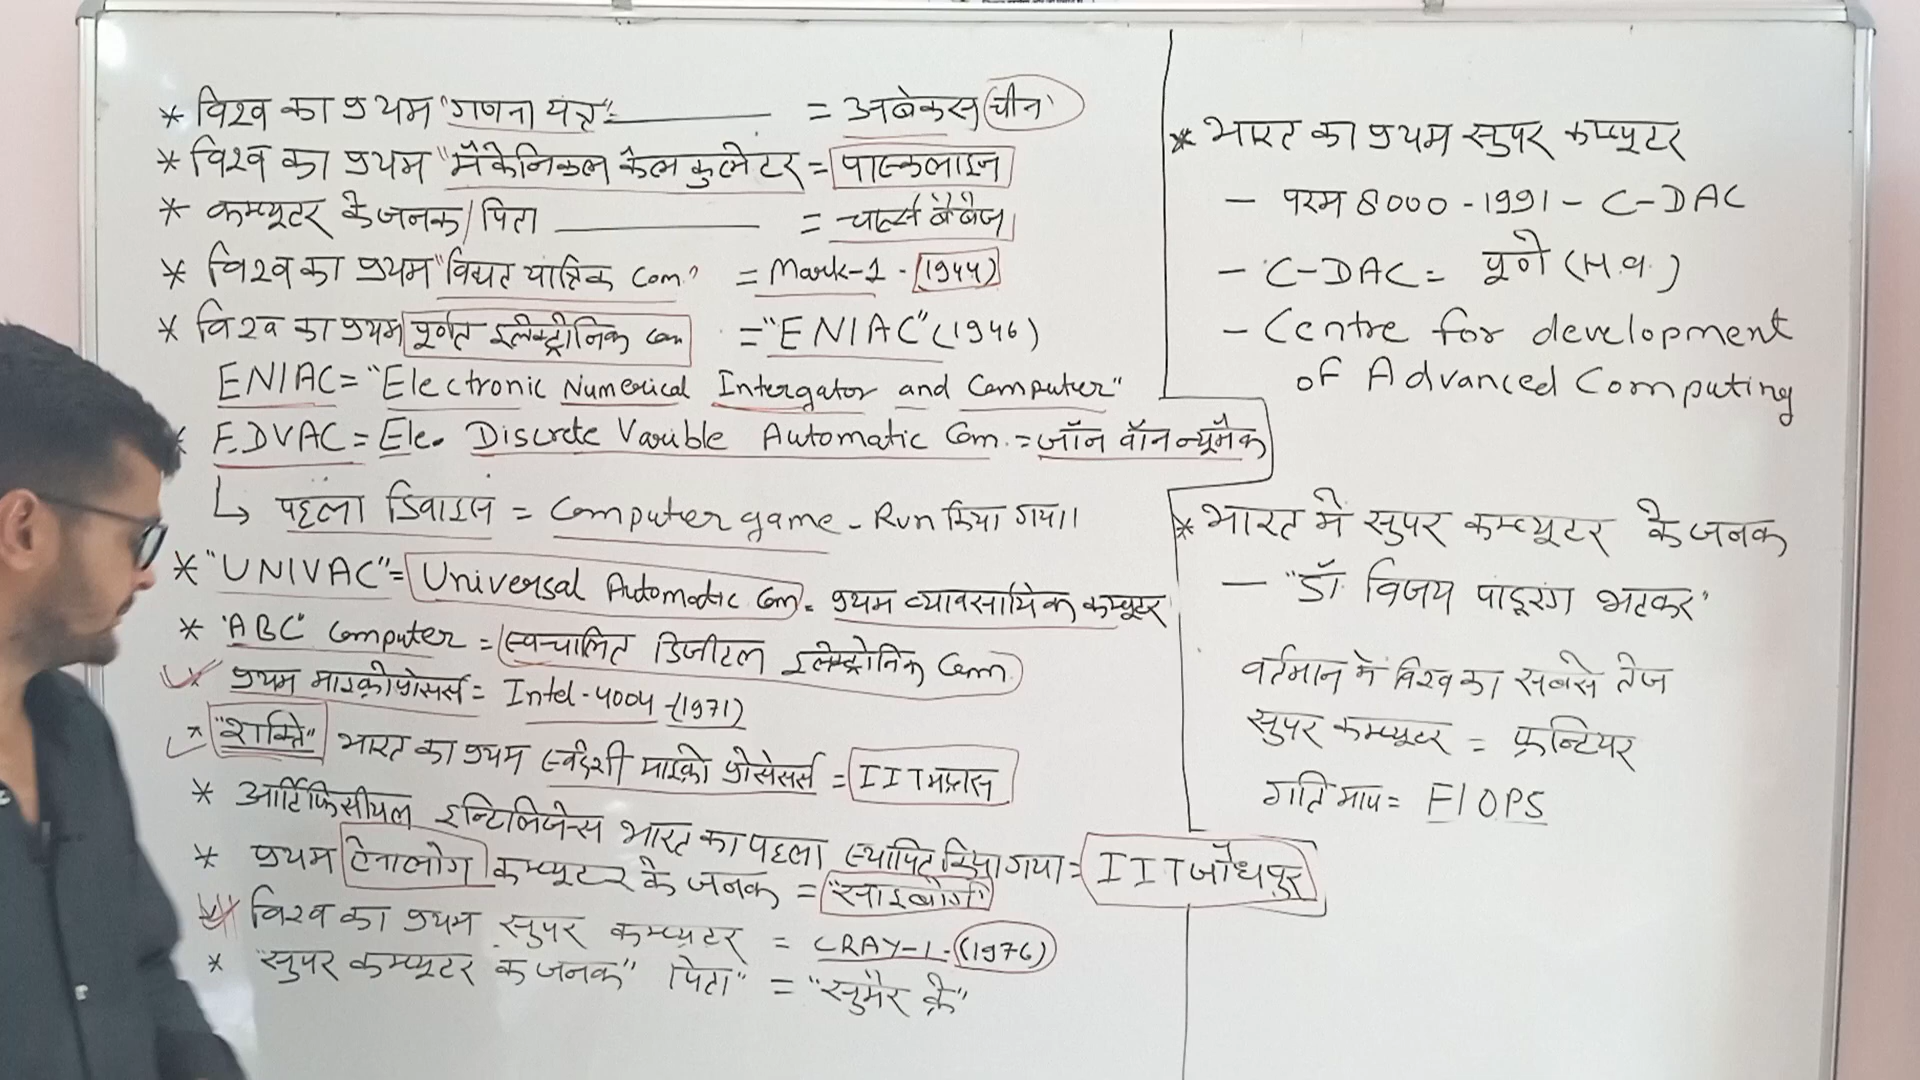 * विश्व का प्रथम "गणना यंत्र" = अबेकस (चीन)
* विश्व का प्रथम "मैकेनिकल कैलकुलेटर = पास्कलाइन
* कम्प्यूटर के जनक/पिता = चार्ल्स बैबेज
* विश्व का प्रथम "विद्युत यांत्रिक Com." = Mark-1 - (1944)
* विश्व का प्रथम पूर्णत इलेक्ट्रोनिक Com = "ENIAC" (1946)
ENIAC = "Electronic Numerical Intergator and Computer"
* EDVAC = Ele. Discrete Varible Automatic Com. = जॉन वॉन न्यूमैक
↳ पहला डिवाइस = Computer game - Run किया गया।
* "UNIVAC" = Universal Automatic Com. = प्रथम व्यावसायिक कम्प्यूटर
* "ABC" Computer = स्वचालित डिजीटल इलेक्ट्रोनिक Com.
* प्रथम माइक्रोप्रोसेसर्स = Intel-4004 -(1971)
* "शक्ति" भारत का प्रथम स्वदेशी माइक्रो प्रोसेसर्स = IIT मद्रास
* आर्टिफिसीयल इन्टिलिजेन्स भारत का पहला स्थापित किया गया = IIT जोधपुर
* प्रथम ऐनालोग कम्प्यूटर के जनक =
* विश्व का प्रथम सुपर कम्प्यूटर = CRAY-1 - (1976)
* "सुपर कम्प्यूटर के जनक" पिता" = "सुमैर क्रे"
* भारत का प्रथम सुपर कम्प्यूटर
- परम 8000 - 1991 - C-DAC
- C-DAC = पूणे (H.q.)
- Centre for development
of Advanced Computing
* भारत में सुपर कम्प्यूटर के जनक
- "डॉ. विजय पांडूरंग भटकर"
वर्तमान में विश्व का सबसे तेज
सुपर कम्प्यूटर = फ्रन्टियर
गति माप = FlOPS